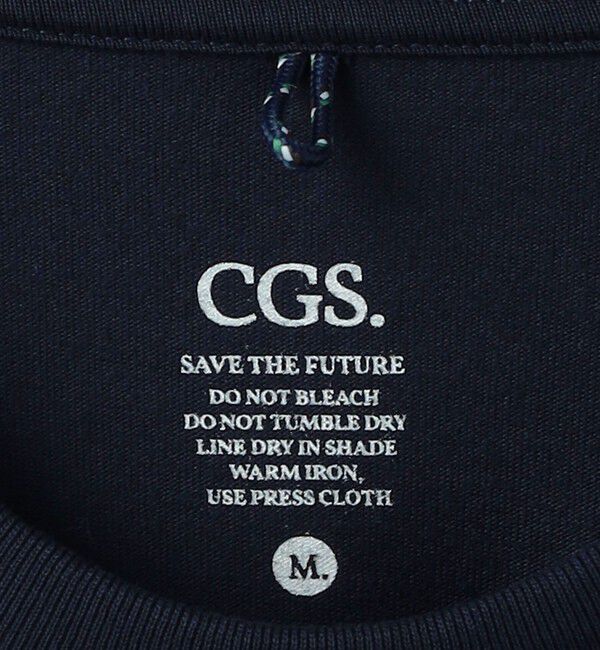 CGS.
SAVE THE FUTURE
DO NOT BLEACH
DO NOT TUMBLE DRY
LINE DRY IN SHADE
WARM IRON,
USE PRESS CLOTH
M.